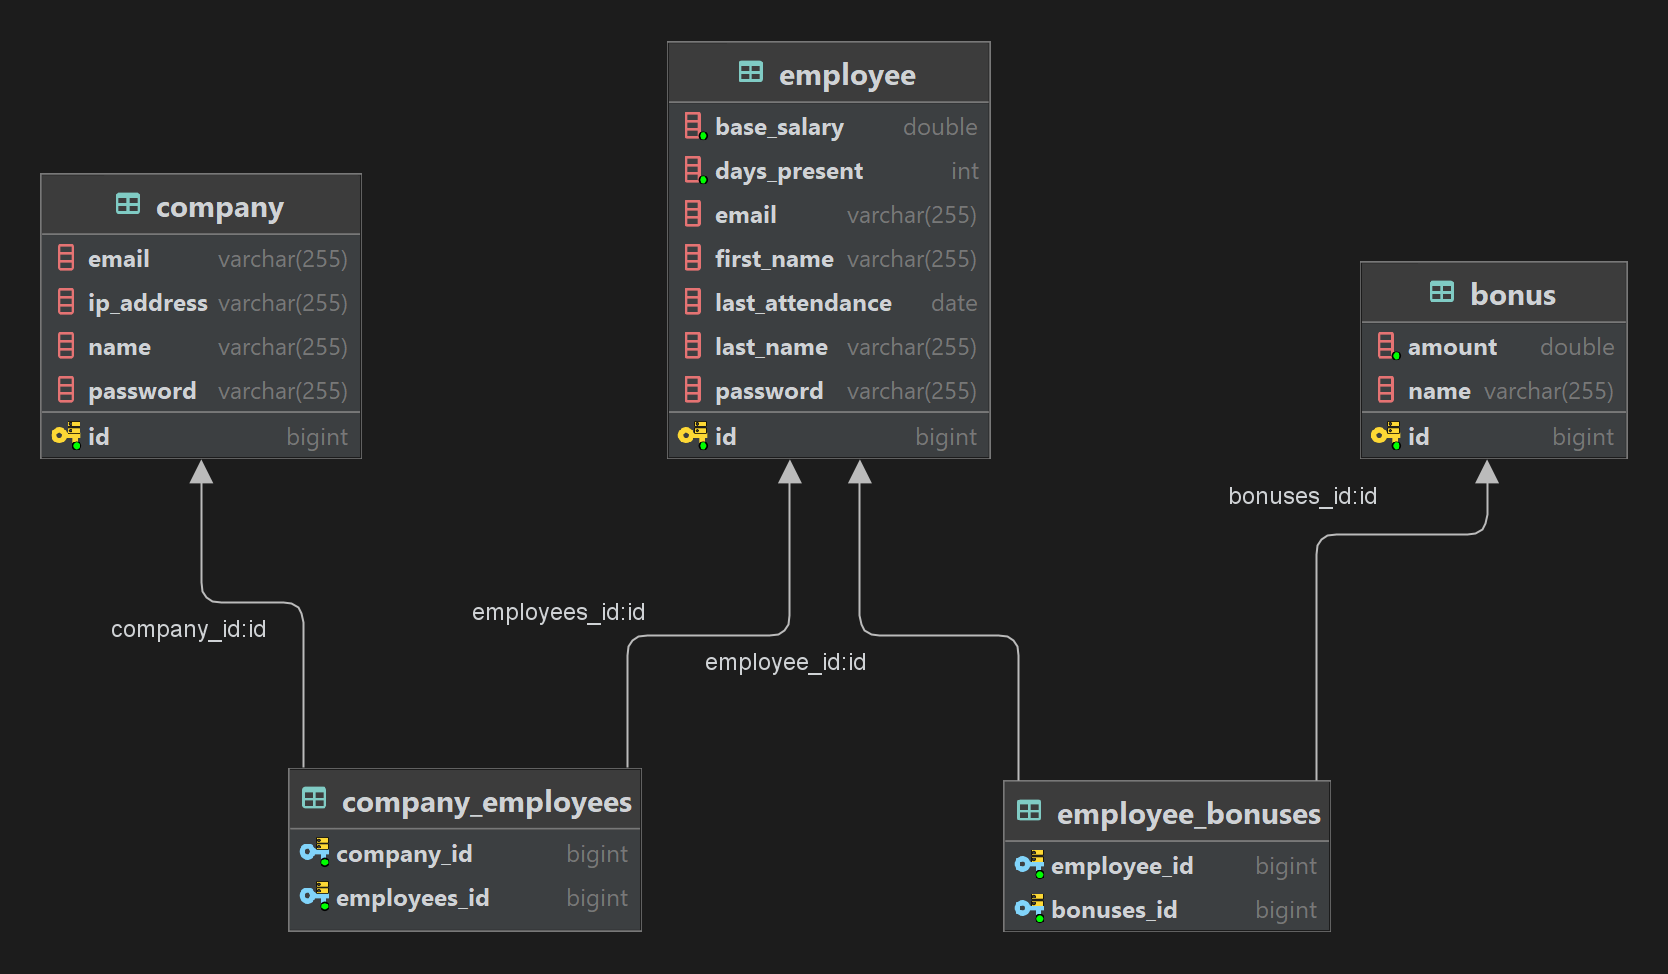 employee
base_salary double
days_present int
email varchar(255)
first_name varchar(255)
last_attendance date
last_name varchar(255)
password varchar(255)
id bigint
company
email varchar(255)
ip_address varchar(255)
name varchar(255)
password varchar(255)
id bigint
bonus
amount double
name varchar(255)
id bigint
bonuses_id:id
company_id:id
employees_id:id
employee_id:id
company_employees
company_id bigint
employees_id bigint
employee_bonuses
employee_id bigint
bonuses_id bigint